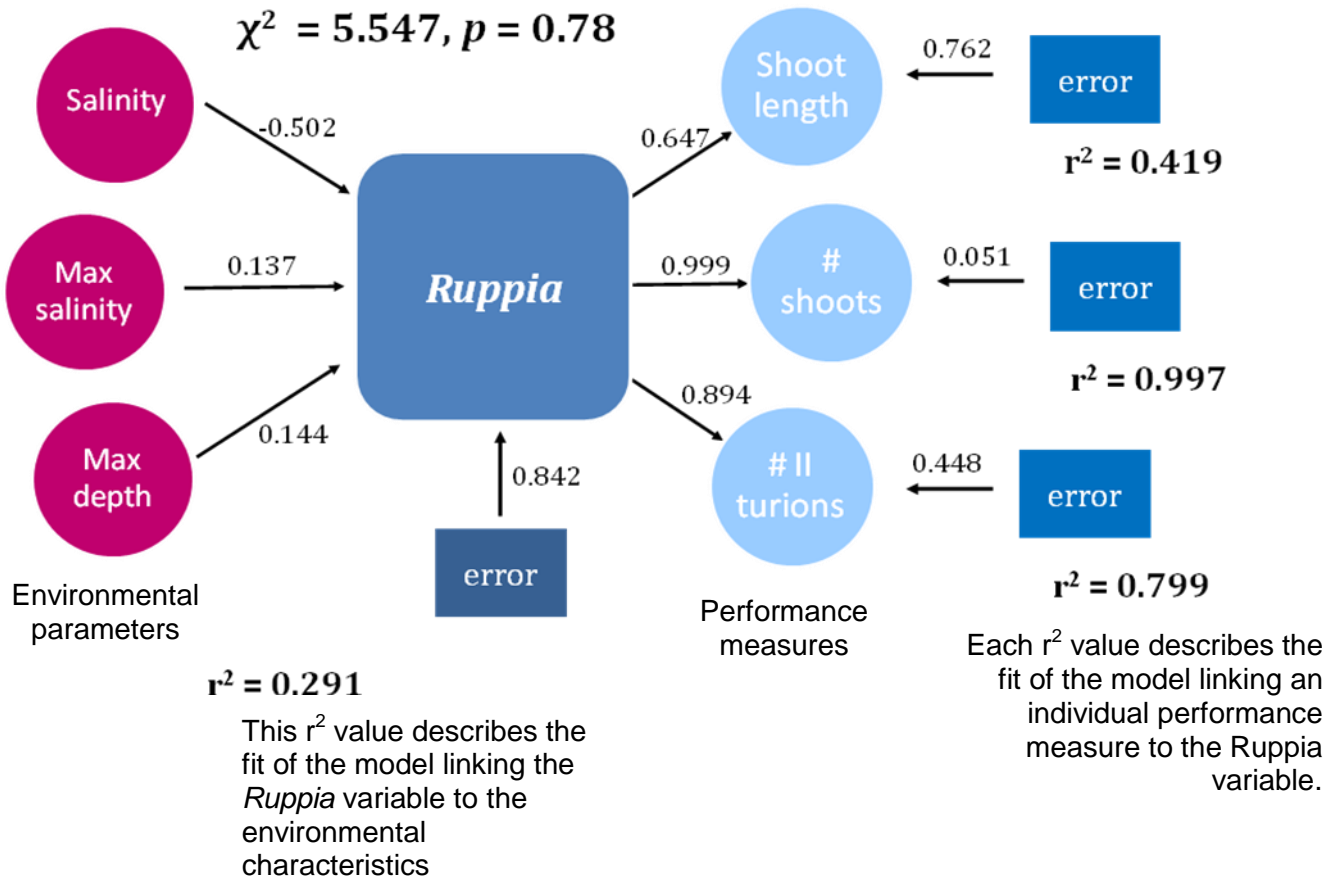 χ² = 5.547, p = 0.78
Salinity
-0.502
Max
salinity
0.137
Max
depth
0.144
Environmental
parameters
Ruppia
0.842
error
r² = 0.291
This r² value describes the
fit of the model linking the
Ruppia variable to the
environmental
characteristics
0.647
Shoot
length
0.762
error
r² = 0.419
0.999
#
shoots
0.051
error
r² = 0.997
0.894
# II
turions
0.448
error
r² = 0.799
Performance
measures
Each r² value describes the
fit of the model linking an
individual performance
measure to the Ruppia
variable.